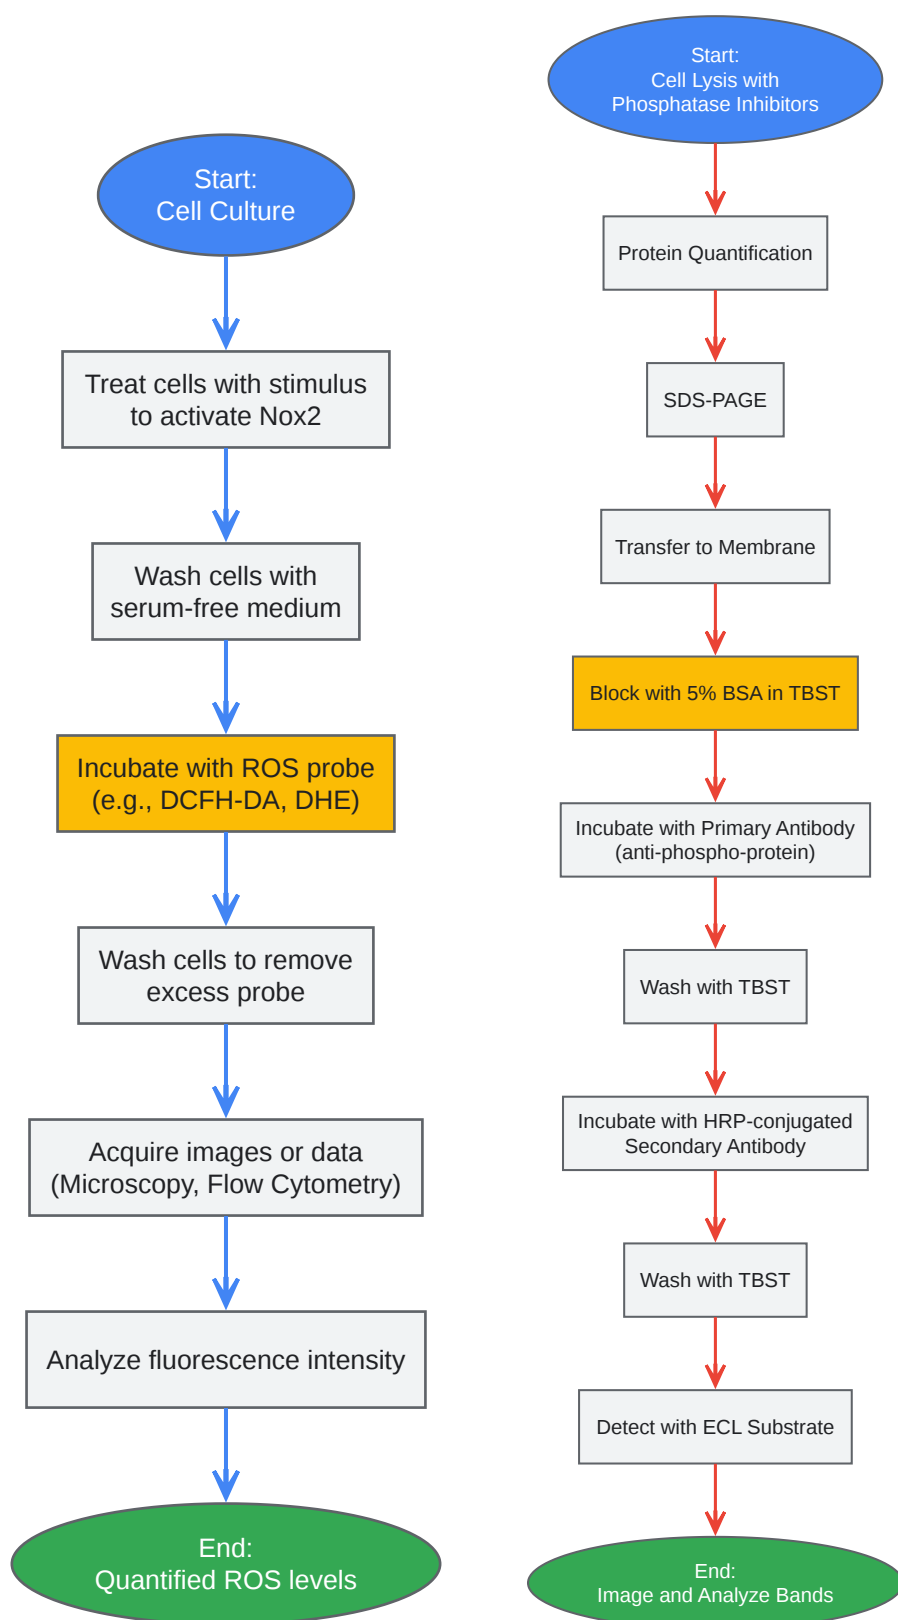 Start:
Cell Culture
Treat cells with stimulus
to activate Nox2
Wash cells with
serum-free medium
Incubate with ROS probe
(e.g., DCFH-DA, DHE)
Wash cells to remove
excess probe
Acquire images or data
(Microscopy, Flow Cytometry)
Analyze fluorescence intensity
End:
Quantified ROS levels
Start:
Cell Lysis with
Phosphatase Inhibitors
Protein Quantification
SDS-PAGE
Transfer to Membrane
Block with 5% BSA in TBST
Incubate with Primary Antibody
(anti-phospho-protein)
Wash with TBST
Incubate with HRP-conjugated
Secondary Antibody
Wash with TBST
Detect with ECL Substrate
End:
Image and Analyze Bands